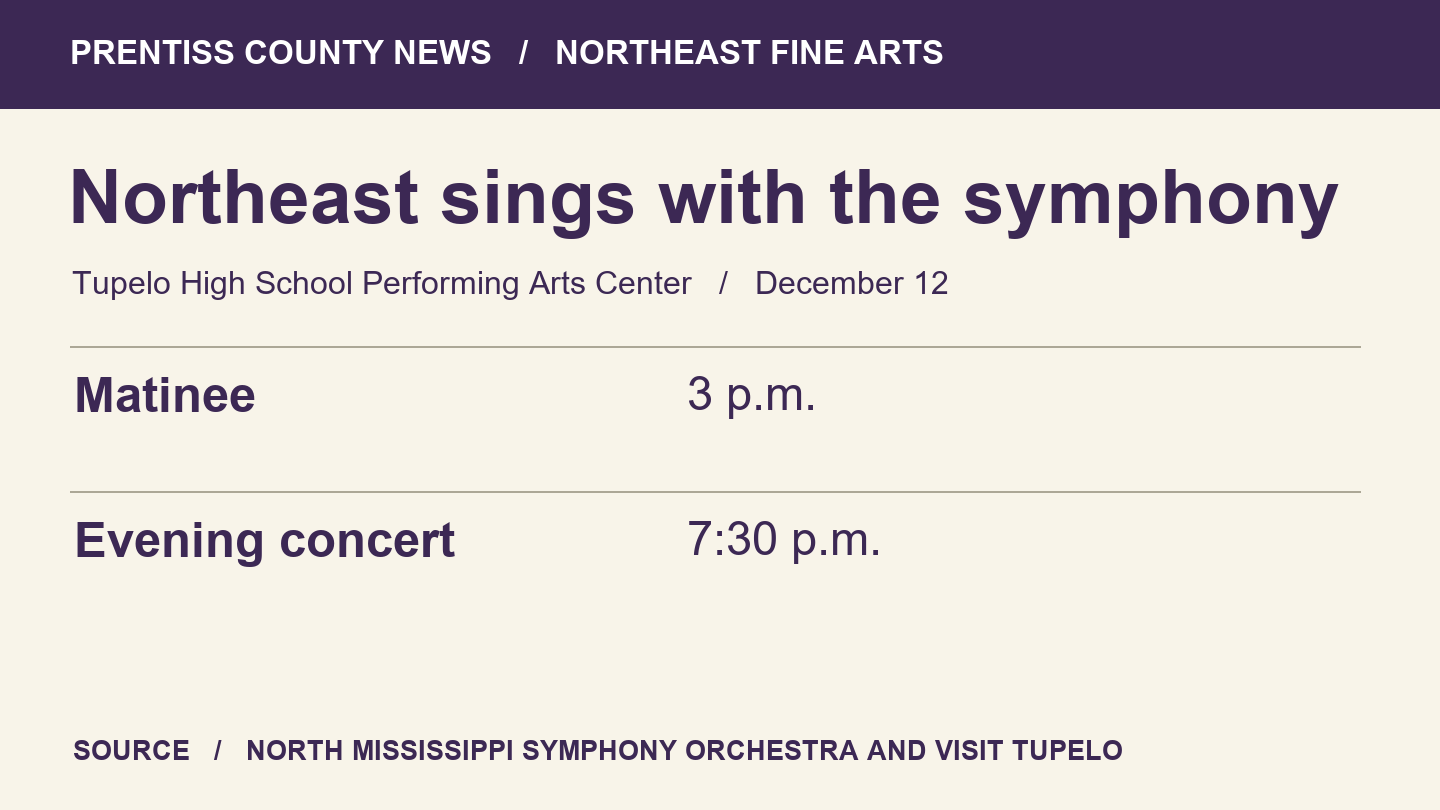 PRENTISS COUNTY NEWS / NORTHEAST FINE ARTS
Northeast sings with the symphony
Tupelo High School Performing Arts Center / December 12
Matinee 3 p.m.
Evening concert 7:30 p.m.
SOURCE / NORTH MISSISSIPPI SYMPHONY ORCHESTRA AND VISIT TUPELO